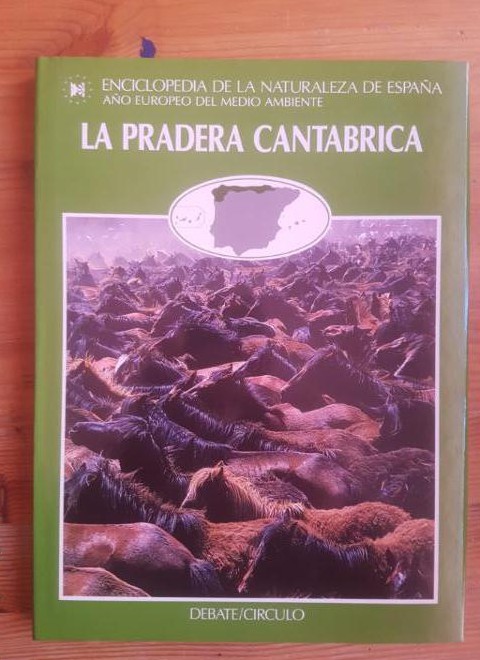 ENCICLOPEDIA DE LA NATURALEZA DE ESPAÑA
AÑO EUROPEO DEL MEDIO AMBIENTE
LA PRADERA CANTABRICA
DEBATE/CIRCULO